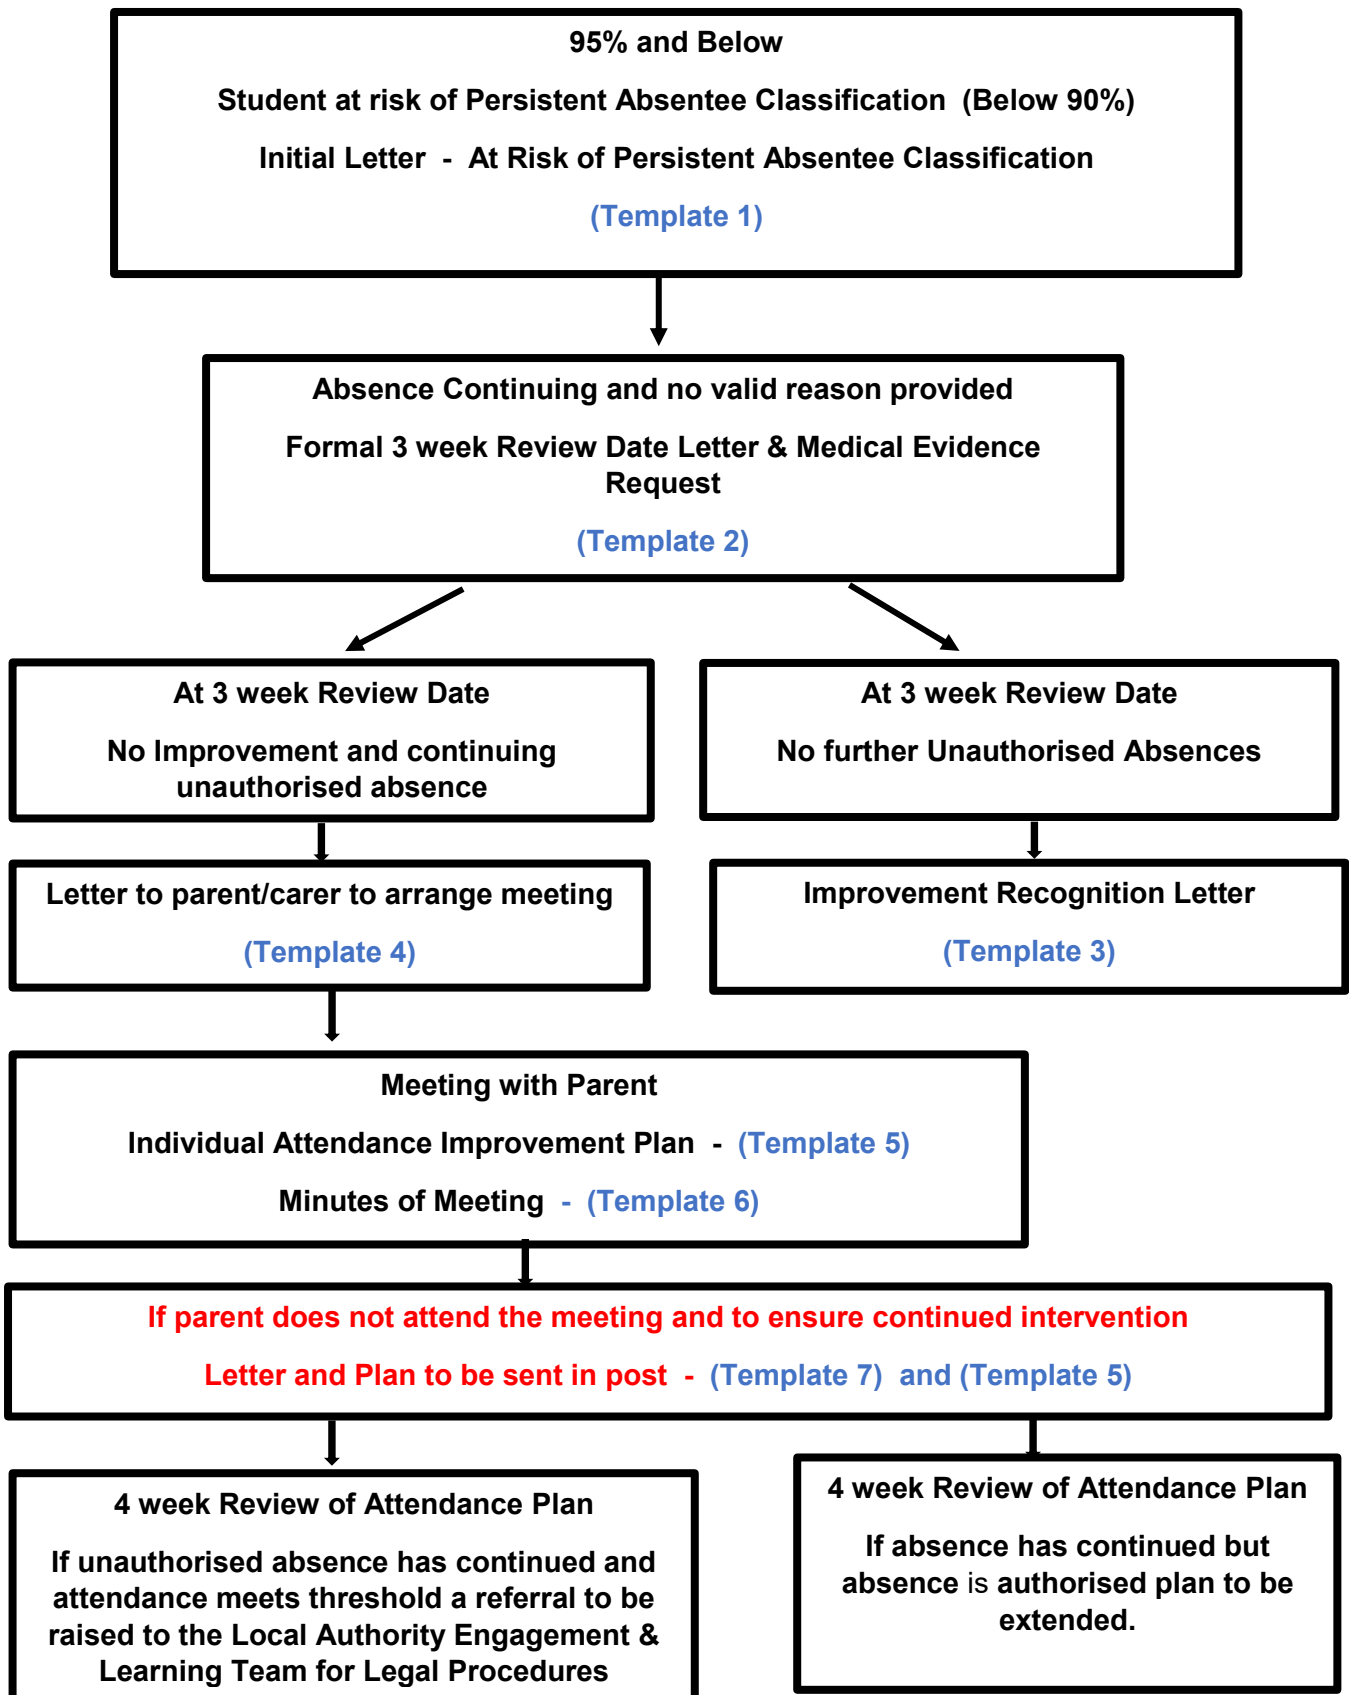 95% and Below
Student at risk of Persistent Absentee Classification (Below 90%)
Initial Letter - At Risk of Persistent Absentee Classification
(Template 1)
Absence Continuing and no valid reason provided
Formal 3 week Review Date Letter & Medical Evidence
Request
(Template 2)
At 3 week Review Date
No Improvement and continuing
unauthorised absence
At 3 week Review Date
No further Unauthorised Absences
Letter to parent/carer to arrange meeting
(Template 4)
Improvement Recognition Letter
(Template 3)
Meeting with Parent
Individual Attendance Improvement Plan - (Template 5)
Minutes of Meeting - (Template 6)
If parent does not attend the meeting and to ensure continued intervention
Letter and Plan to be sent in post - (Template 7) and (Template 5)
4 week Review of Attendance Plan
If unauthorised absence has continued and
attendance meets threshold a referral to be
raised to the Local Authority Engagement &
Learning Team for Legal Procedures
4 week Review of Attendance Plan
If absence has continued but
absence is authorised plan to be
extended.